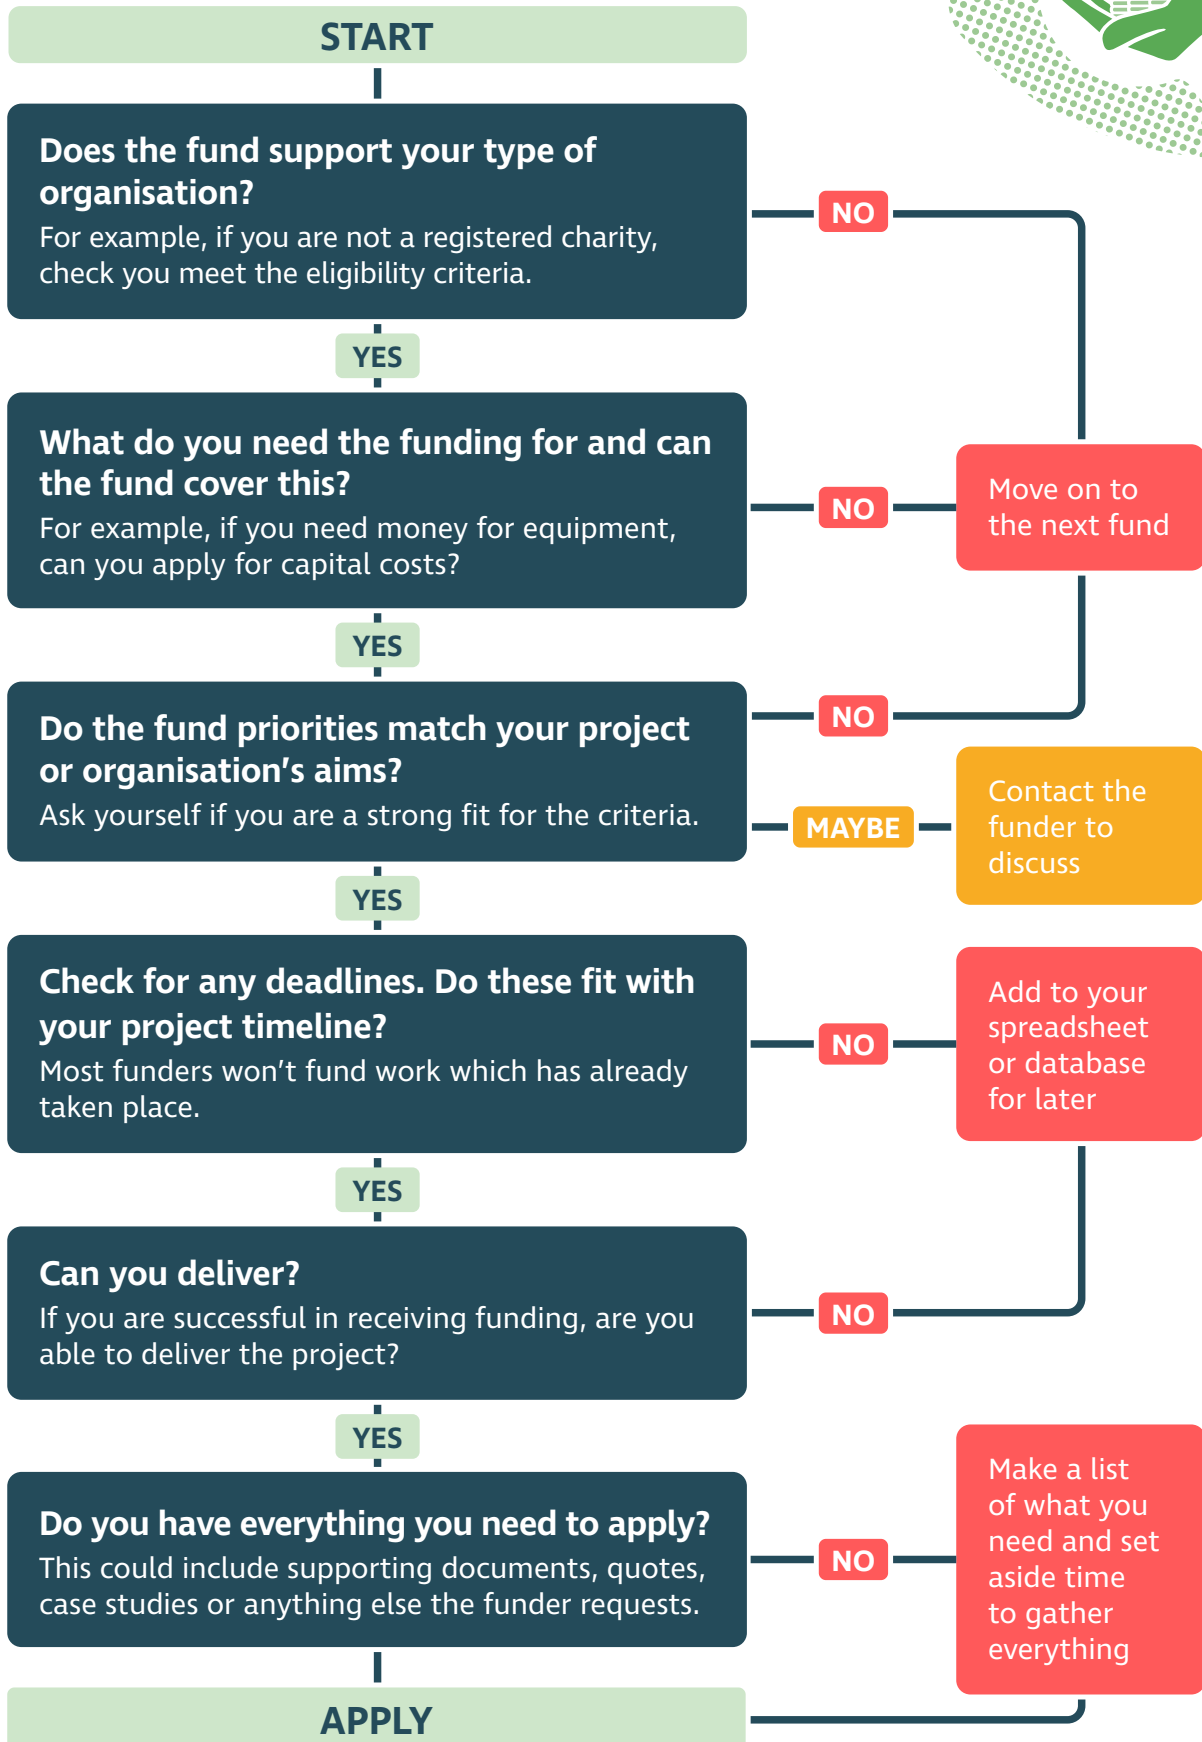 START
Does the fund support your type of
organisation?
For example, if you are not a registered charity,
check you meet the eligibility criteria.
NO
YES
What do you need the funding for and can
the fund cover this?
For example, if you need money for equipment,
can you apply for capital costs?
NO
Move on to
the next fund
YES
Do the fund priorities match your project
or organisation's aims?
Ask yourself if you are a strong fit for the criteria.
NO
MAYBE
Contact the
funder to
discuss
YES
Check for any deadlines. Do these fit with
your project timeline?
Most funders won't fund work which has already
taken place.
NO
Add to your
spreadsheet
or database
for later
YES
Can you deliver?
If you are successful in receiving funding, are you
able to deliver the project?
NO
YES
Do you have everything you need to apply?
This could include supporting documents, quotes,
case studies or anything else the funder requests.
NO
Make a list
of what you
need and set
aside time
to gather
everything
APPLY